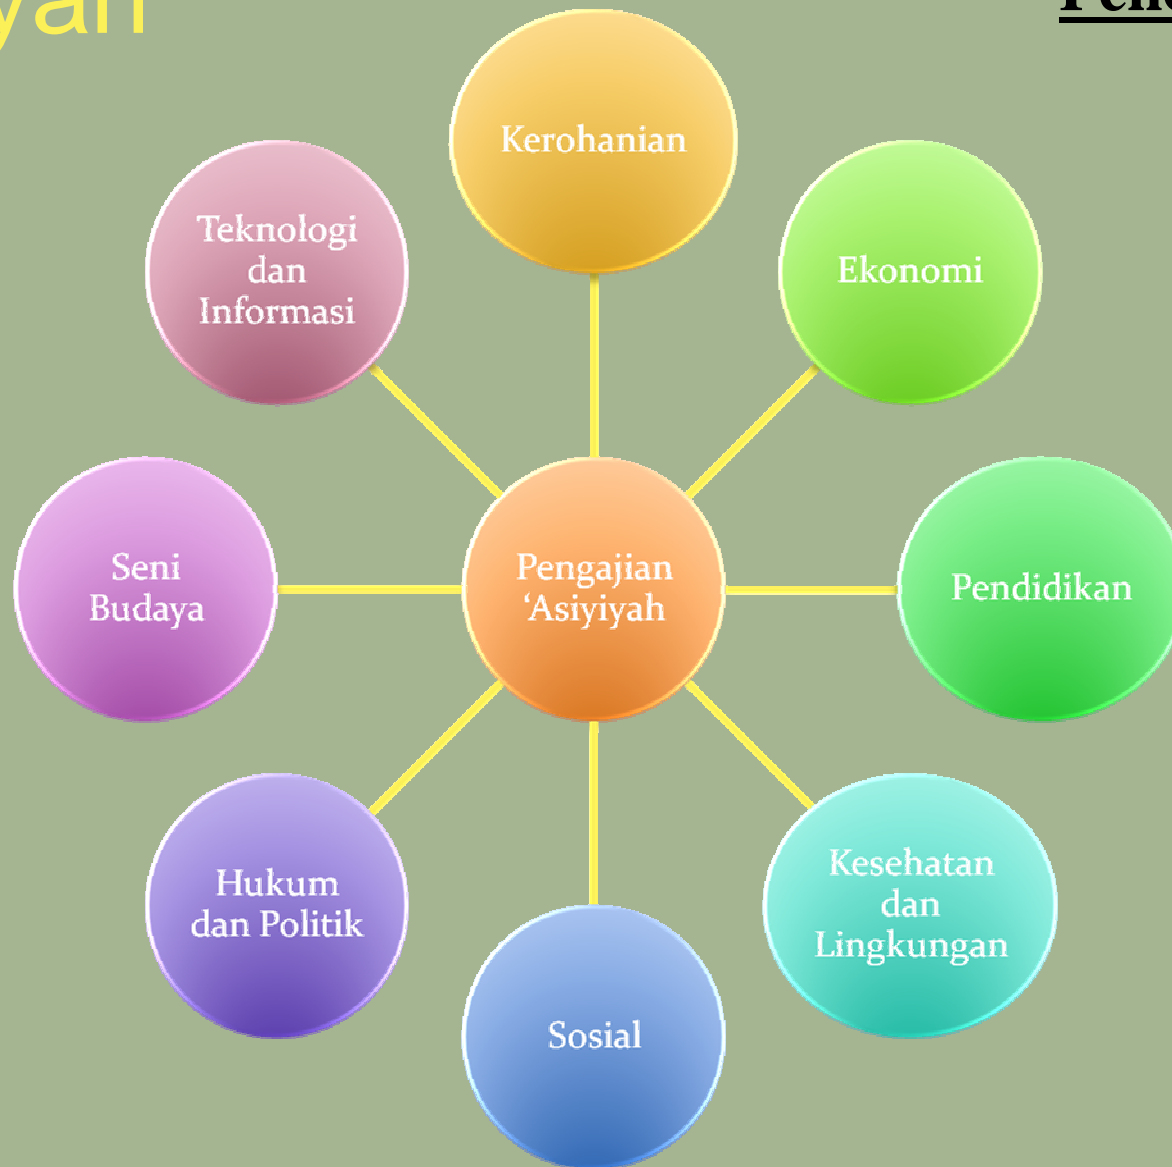 Kerohanian
Ekonomi
Pendidikan
Kesehatan
dan
Lingkungan
Sosial
Hukum
dan Politik
Seni
Budaya
Teknologi
dan
Informasi
Pengajian
‘Asiyiyah